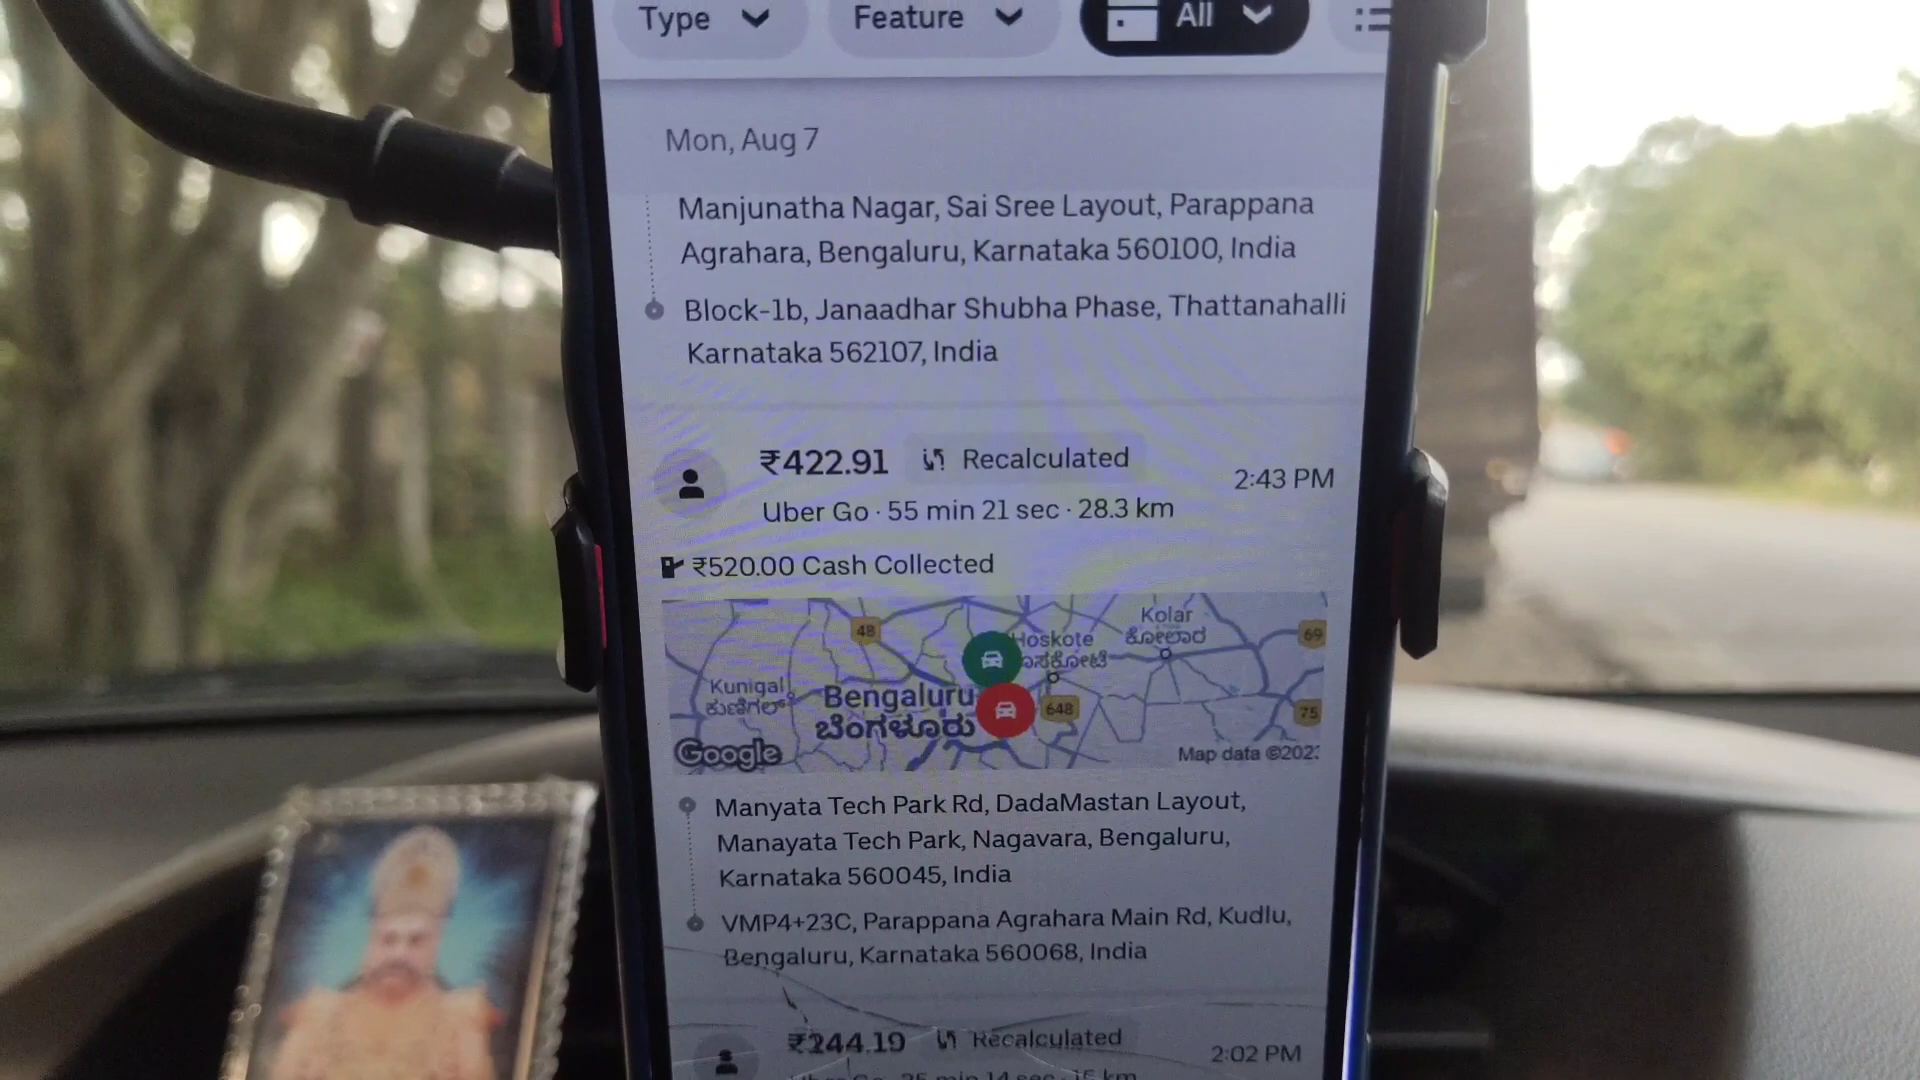 Type
Feature
All
Mon, Aug 7
Manjunatha Nagar, Sai Sree Layout, Parappana
Agrahara, Bengaluru, Karnataka 560100, India
Block-1b, Janaadhar Shubha Phase, Thattanahalli
Karnataka 562107, India
₹422.91 Recalculated
2:43 PM
Uber Go · 55 min 21 sec · 28.3 km
₹520.00 Cash Collected
48
Kolar
ಕೋಲಾರ
69
Hoskote
Kunigal
ಕುಣಿಗಲ್
Bengaluru
ಬೆಂಗಳೂರು
648
75
Google
Map data ©202
Manyata Tech Park Rd, DadaMastan Layout,
Manayata Tech Park, Nagavara, Bengaluru,
Karnataka 560045, India
VMP4+23C, Parappana Agrahara Main Rd, Kudlu,
Bengaluru, Karnataka 560068, India
₹244.19 Recalculated
2:02 PM